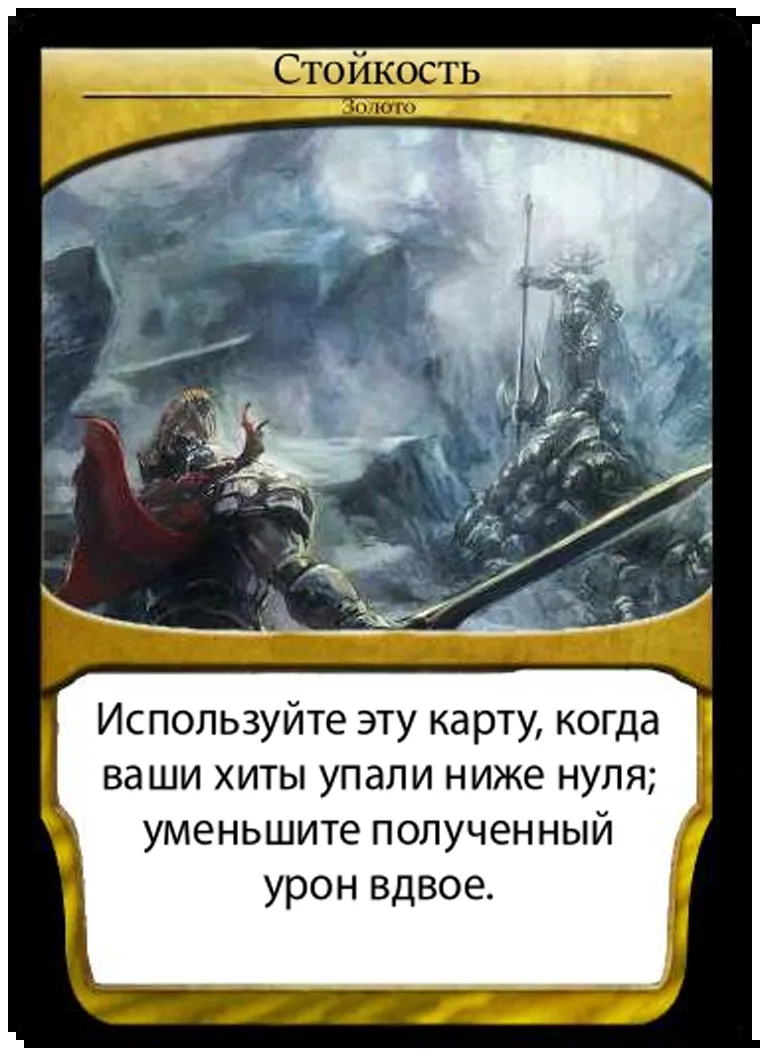 Стойкость
Золото
Используйте эту карту, когда
ваши хиты упали ниже нуля;
уменьшите полученный
урон вдвое.